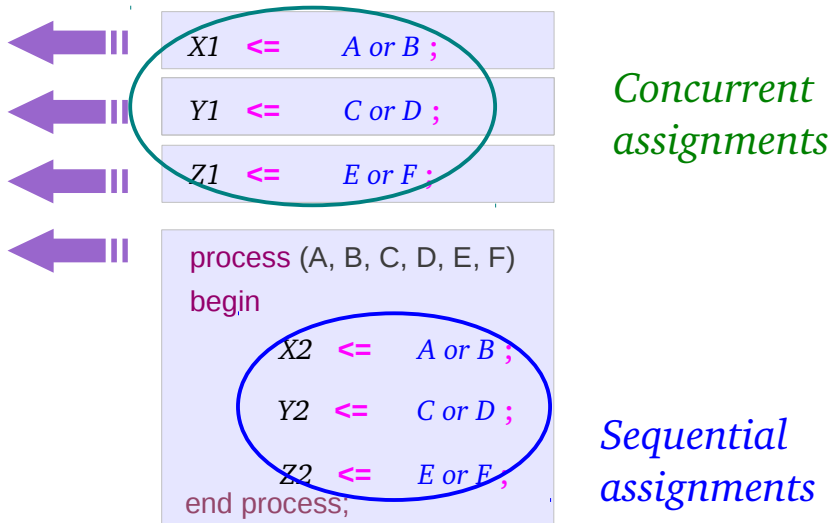 X1 <= A or B ;
Y1 <= C or D ;
Z1 <= E or F ;
Concurrent
assignments
process (A, B, C, D, E, F)
begin
X2 <= A or B ;
Y2 <= C or D ;
Z2 <= E or F ;
end process;
Sequential
assignments